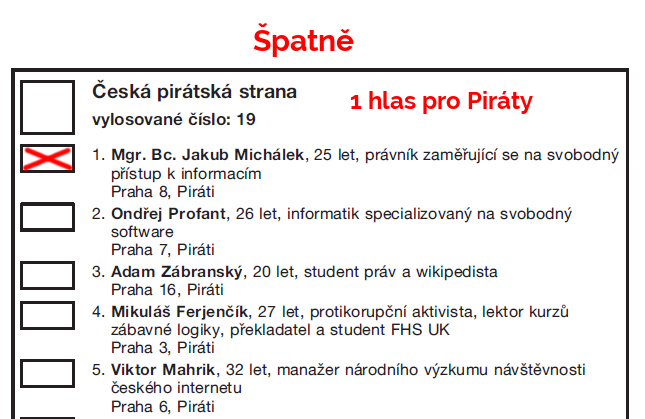 Špatně
Česká pirátská strana
1 hlas pro Piráty
vylosované číslo: 19
1. Mgr. Bc. Jakub Michálek, 25 let, právník zaměřující se na svobodný
přístup k informacím
Praha 8, Piráti
2. Ondřej Profant, 26 let, informatik specializovaný na svobodný
software
Praha 7, Piráti
3. Adam Zábranský, 20 let, student práv a wikipedista
Praha 16, Piráti
4. Mikuláš Ferjenčík, 27 let, protikorupční aktivista, lektor kurzů
zábavné logiky, překladatel a student FHS UK
Praha 3, Piráti
5. Viktor Mahrik, 32 let, manažer národního výzkumu návštěvnosti
českého internetu
Praha 6, Piráti